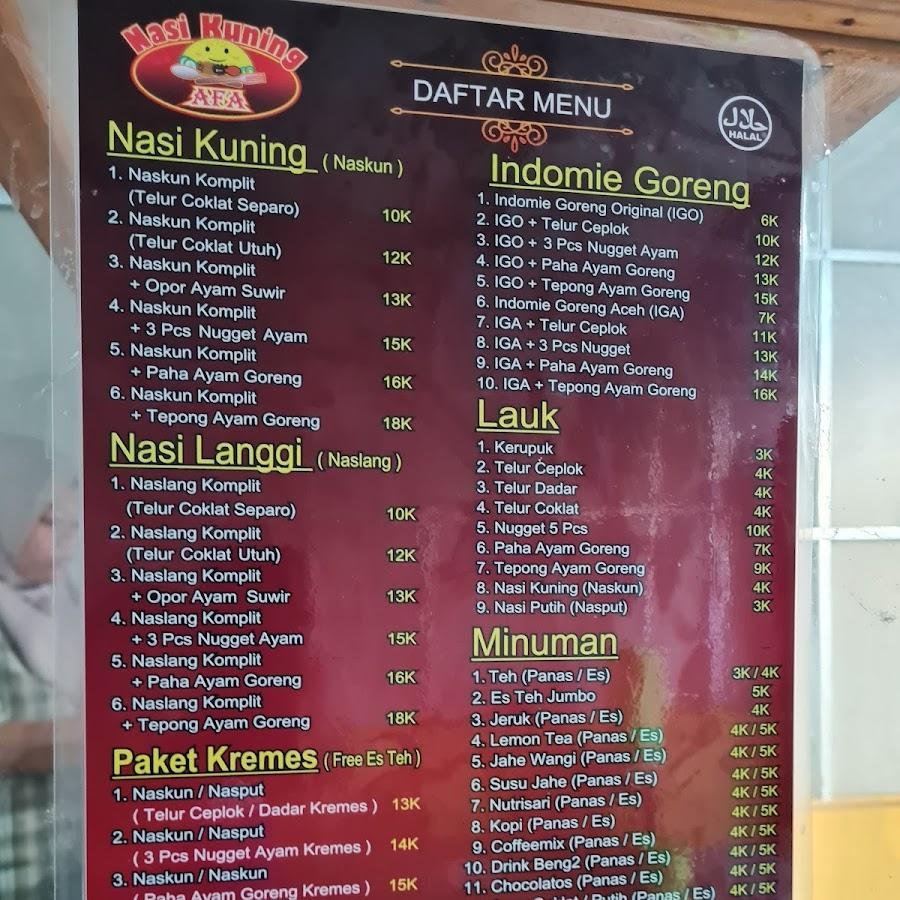 Nasi Kuning
AFA
DAFTAR MENU
حلال
HALAL
Nasi Kuning ( Naskun )
1. Naskun Komplit
(Telur Coklat Separo) 10K
2. Naskun Komplit
(Telur Coklat Utuh) 12K
3. Naskun Komplit
+ Opor Ayam Suwir 13K
4. Naskun Komplit
+ 3 Pcs Nugget Ayam 15K
5. Naskun Komplit
+ Paha Ayam Goreng 16K
6. Naskun Komplit
+ Tepong Ayam Goreng 18K
Nasi Langgi ( Naslang )
1. Naslang Komplit
(Telur Coklat Separo) 10K
2. Naslang Komplit
(Telur Coklat Utuh) 12K
3. Naslang Komplit
+ Opor Ayam Suwir 13K
4. Naslang Komplit
+ 3 Pcs Nugget Ayam 15K
5. Naslang Komplit
+ Paha Ayam Goreng 16K
6. Naslang Komplit
+ Tepong Ayam Goreng 18K
Paket Kremes ( Free Es Teh )
1. Naskun / Nasput
( Telur Ceplok / Dadar Kremes ) 13K
2. Naskun / Nasput
( 3 Pcs Nugget Ayam Kremes ) 14K
3. Naskun / Naskun
( Paha Ayam Goreng Kremes ) 15K
Indomie Goreng
1. Indomie Goreng Original (IGO) 6K
2. IGO + Telur Ceplok 10K
3. IGO + 3 Pcs Nugget Ayam 12K
4. IGO + Paha Ayam Goreng 13K
5. IGO + Tepong Ayam Goreng 15K
6. Indomie Goreng Aceh (IGA) 7K
7. IGA + Telur Ceplok 11K
8. IGA + 3 Pcs Nugget 13K
9. IGA + Paha Ayam Goreng 14K
10. IGA + Tepong Ayam Goreng 16K
Lauk
1. Kerupuk 3K
2. Telur Ceplok 4K
3. Telur Dadar 4K
4. Telur Coklat 4K
5. Nugget 5 Pcs 10K
6. Paha Ayam Goreng 7K
7. Tepong Ayam Goreng 9K
8. Nasi Kuning (Naskun) 4K
9. Nasi Putih (Nasput) 3K
Minuman
1. Teh (Panas / Es) 3K / 4K
2. Es Teh Jumbo 5K
3. Jeruk (Panas / Es) 4K
4. Lemon Tea (Panas / Es) 4K / 5K
5. Jahe Wangi (Panas / Es) 4K / 5K
6. Susu Jahe (Panas / Es) 4K / 5K
7. Nutrisari (Panas / Es) 4K / 5K
8. Kopi (Panas / Es) 4K / 5K
9. Coffeemix (Panas / Es) 4K / 5K
10. Drink Beng2 (Panas / Es) 4K / 5K
11. Chocolatos (Panas / Es) 4K / 5K
/ Putih (Panas / Es) 4K / 5K